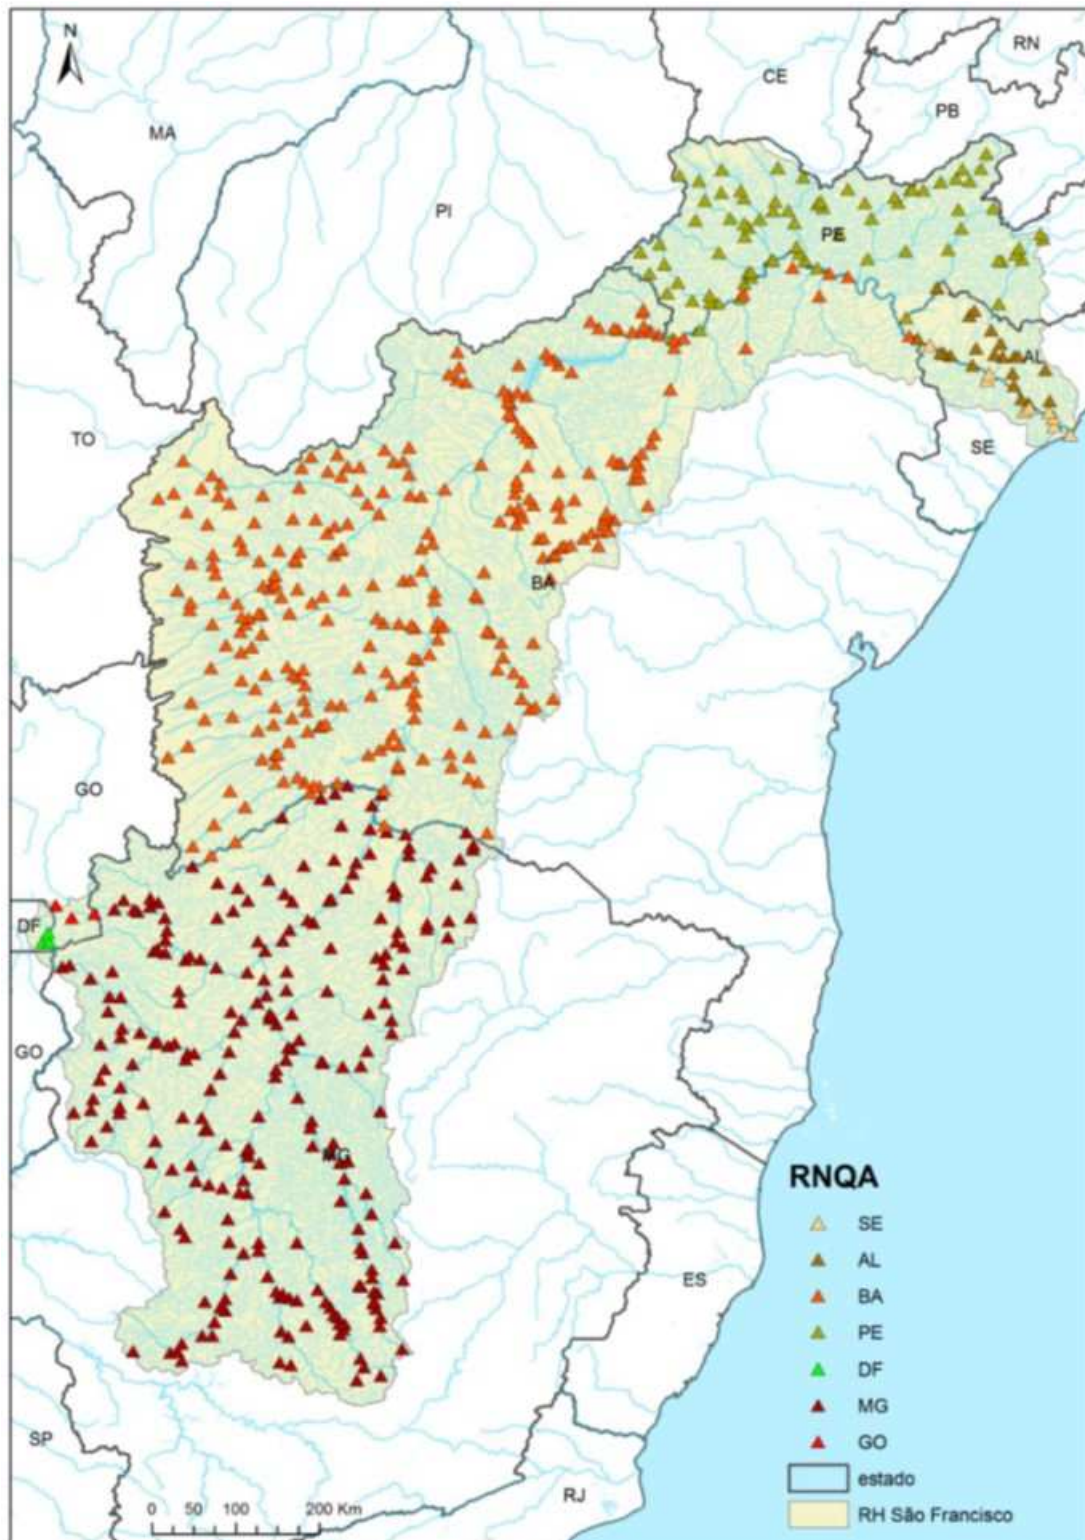 N
RN
CE
PB
MA
PI
PE
AL
TO
SE
BA
GO
DF
GO
MG
RNQA
SE
AL
ES
BA
PE
DF
MG
SP
GO
estado
RJ
0 50 100 200 Km
RH São Francisco